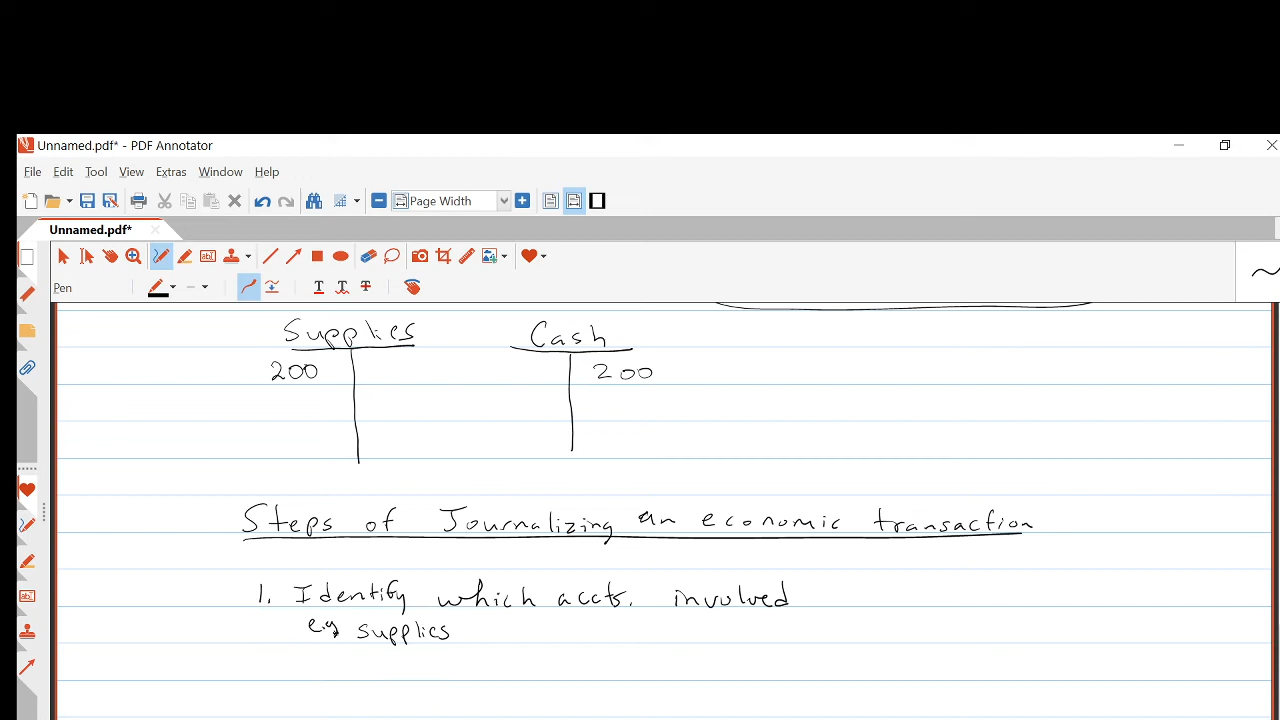 Unnamed.pdf* - PDF Annotator
File Edit Tool View Extras Window Help
Page Width
Unnamed.pdf*
Pen
Supplies Cash
200 200
Steps of Journalizing an economic transaction
1. Identify which accts. involved
e.g supplies